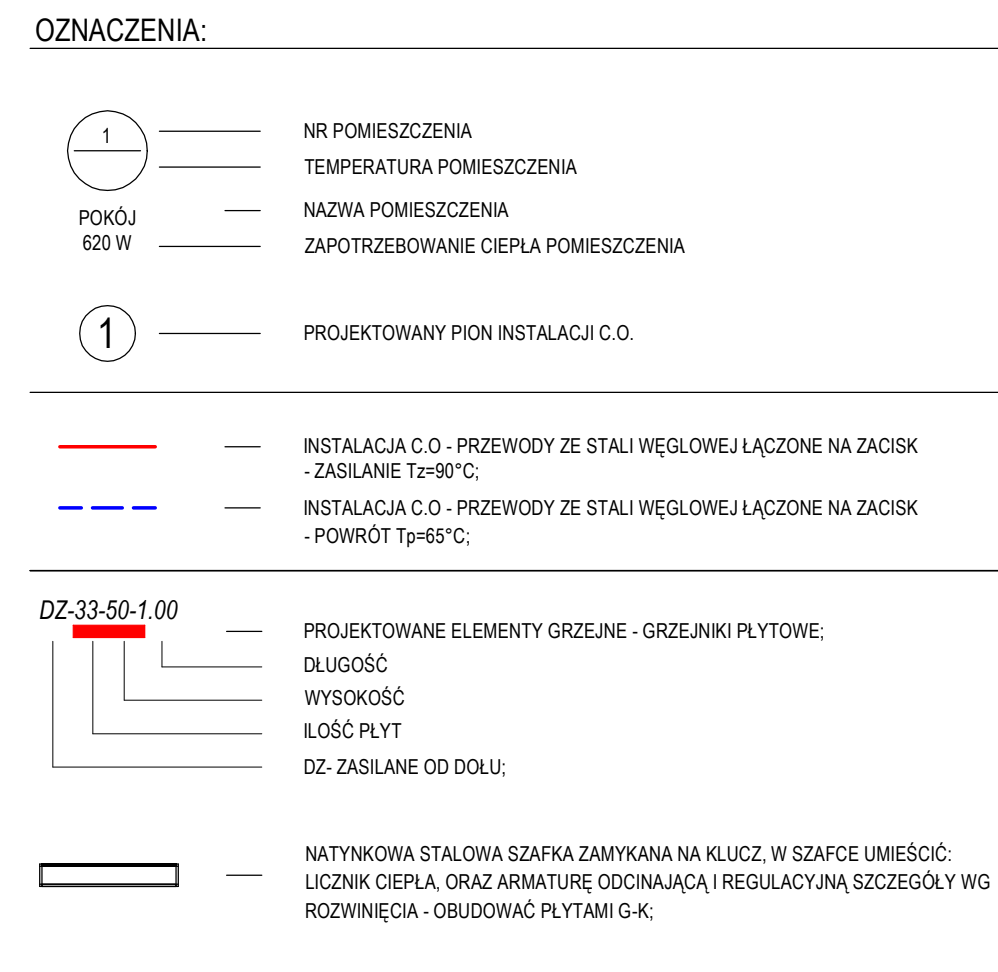 OZNACZENIA:
1
NR POMIESZCZENIA
TEMPERATURA POMIESZCZENIA
POKÓJ
NAZWA POMIESZCZENIA
620 W
ZAPOTRZEBOWANIE CIEPŁA POMIESZCZENIA
1
PROJEKTOWANY PION INSTALACJI C.O.
INSTALACJA C.O - PRZEWODY ZE STALI WĘGLOWEJ ŁĄCZONE NA ZACISK
- ZASILANIE Tz=90°C;
INSTALACJA C.O - PRZEWODY ZE STALI WĘGLOWEJ ŁĄCZONE NA ZACISK
- POWRÓT Tp=65°C;
DZ-33-50-1.00
PROJEKTOWANE ELEMENTY GRZEJNE - GRZEJNIKI PŁYTOWE;
DŁUGOŚĆ
WYSOKOŚĆ
ILOŚĆ PŁYT
DZ- ZASILANE OD DOŁU;
NATYNKOWA STALOWA SZAFKA ZAMYKANA NA KLUCZ, W SZAFCE UMIEŚCIĆ:
LICZNIK CIEPŁA, ORAZ ARMATURĘ ODCINAJĄCĄ I REGULACYJNĄ SZCZEGÓŁY WG
ROZWINIĘCIA - OBUDOWAĆ PŁYTAMI G-K;